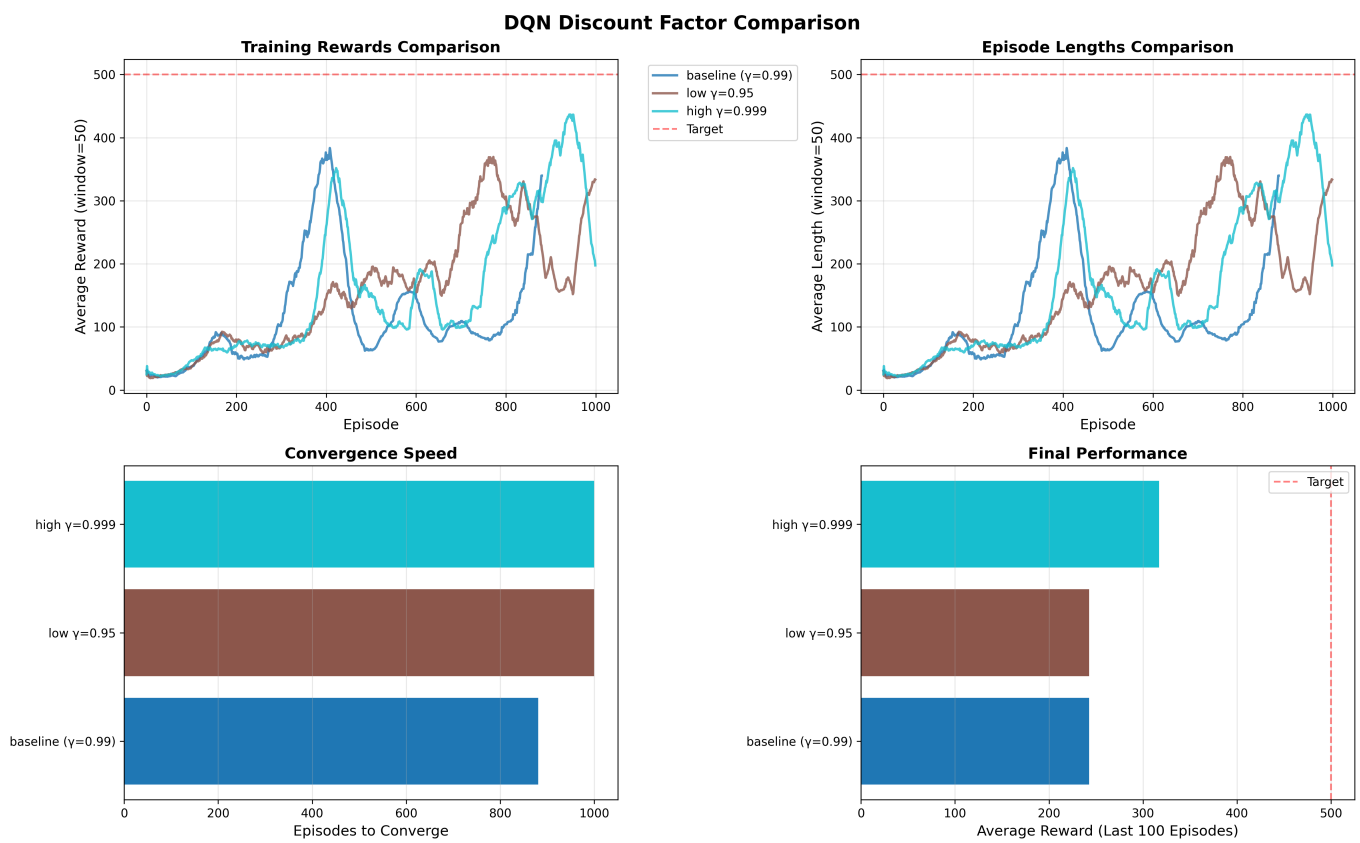 DQN Discount Factor Comparison
Training Rewards Comparison
500
400
300
200
100
0
Average Reward (window=50)
0 200 400 600 800 1000
Episode
baseline (γ=0.99)
low γ=0.95
high γ=0.999
Target
Episode Lengths Comparison
500
400
300
200
100
0
Average Length (window=50)
0 200 400 600 800 1000
Episode
Convergence Speed
high γ=0.999
low γ=0.95
baseline (γ=0.99)
0 200 400 600 800 1000
Episodes to Converge
Final Performance
Target
high γ=0.999
low γ=0.95
baseline (γ=0.99)
0 100 200 300 400 500
Average Reward (Last 100 Episodes)